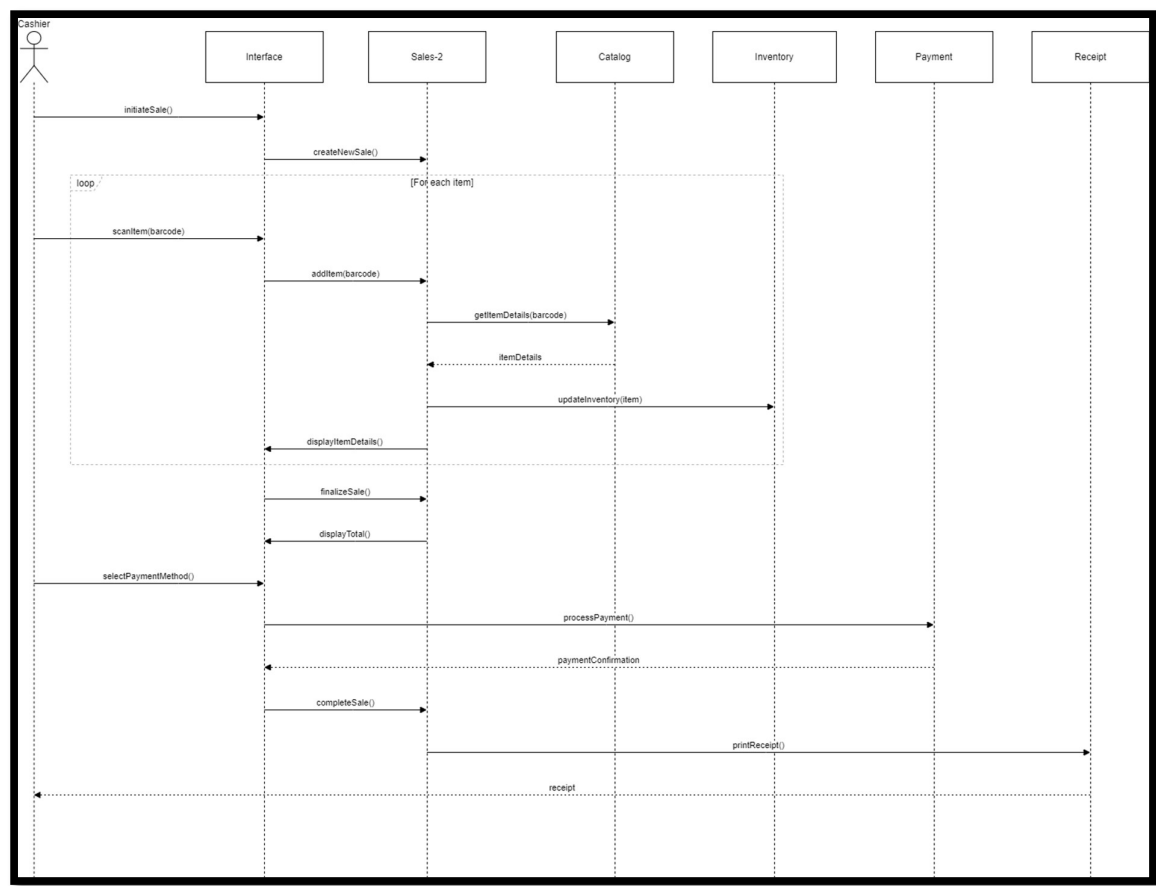 Cashier
Interface
Sales-2
Catalog
Inventory
Payment
Receipt
initiateSale()
createNewSale()
loop
[For each item]
scanItem(barcode)
addItem(barcode)
getItemDetails(barcode)
itemDetails
updateInventory(item)
displayItemDetails()
finalizeSale()
displayTotal()
selectPaymentMethod()
processPayment()
paymentConfirmation
completeSale()
printReceipt()
receipt